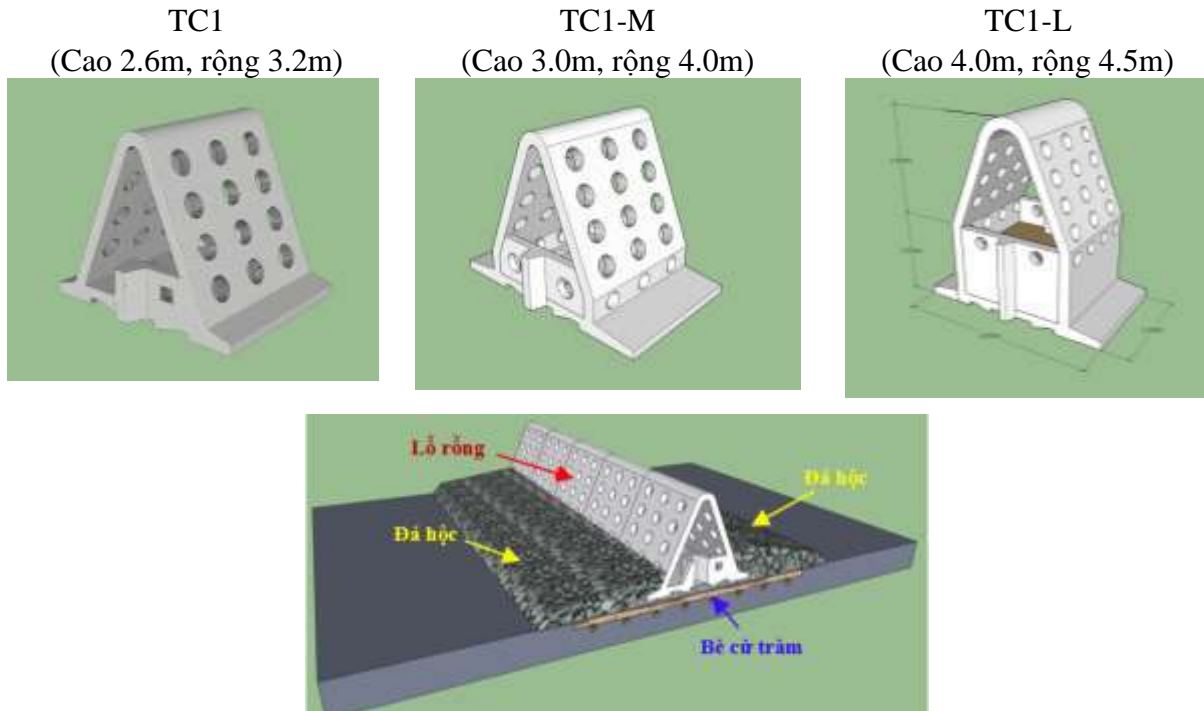 TC1
(Cao 2.6m, rộng 3.2m)
TC1-M
(Cao 3.0m, rộng 4.0m)
TC1-L
(Cao 4.0m, rộng 4.5m)
Lỗ rỗng
Đá hộc
Đá hộc
Bè cừ tràm